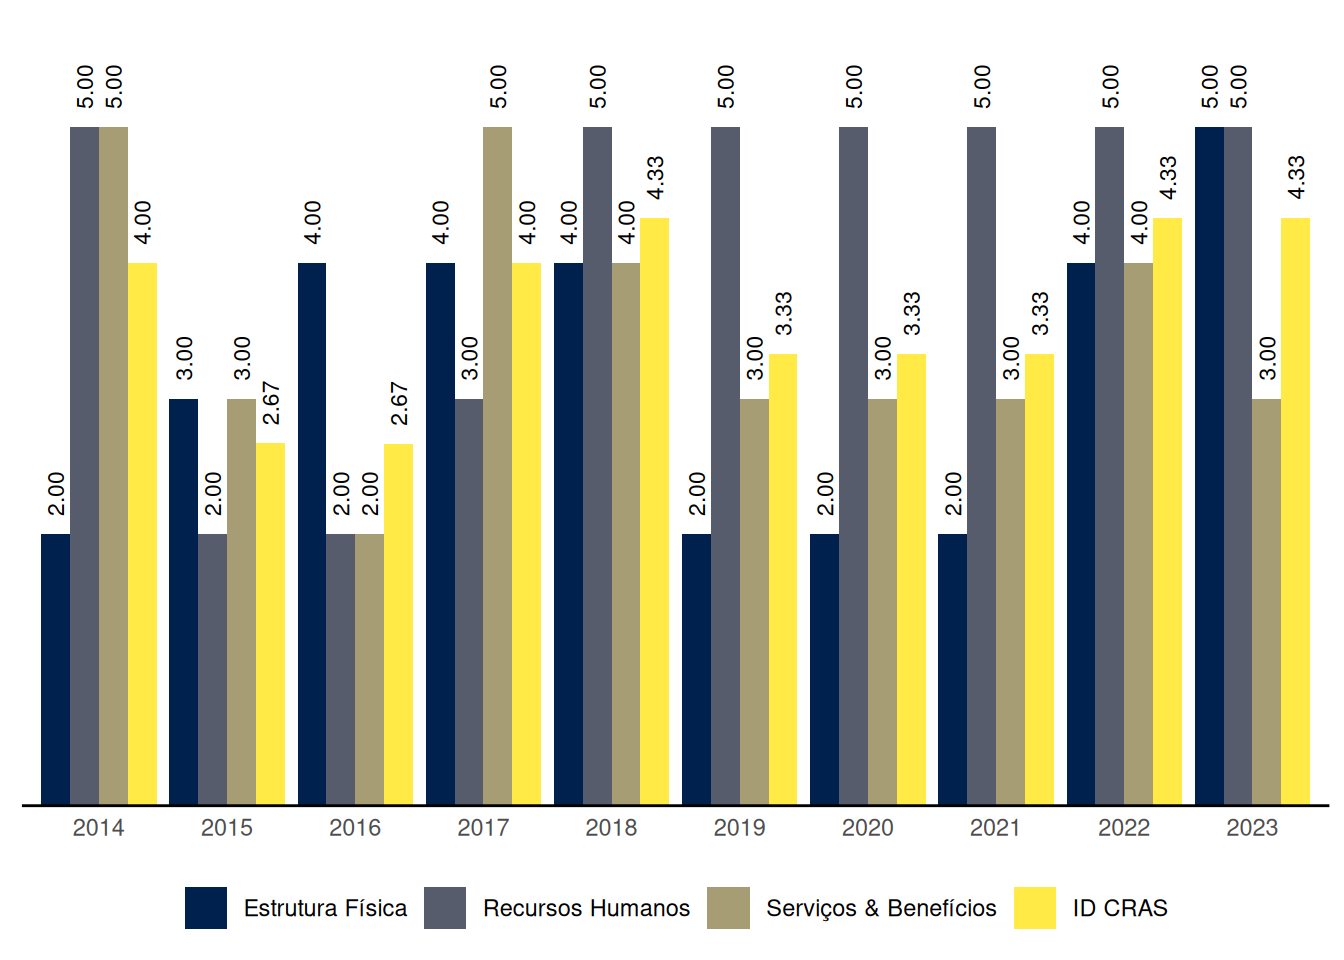 2.00 5.00 5.00 4.00
3.00 2.00 3.00 2.67
4.00 2.00 2.00 2.67
4.00 3.00 5.00 4.00
4.00 5.00 4.00 4.33
2.00 5.00 3.00 3.33
2.00 5.00 3.00 3.33
2.00 5.00 3.00 3.33
4.00 5.00 4.00 4.33
5.00 5.00 3.00 4.33
2014 2015 2016 2017 2018 2019 2020 2021 2022 2023
Estrutura Física Recursos Humanos Serviços & Benefícios ID CRAS